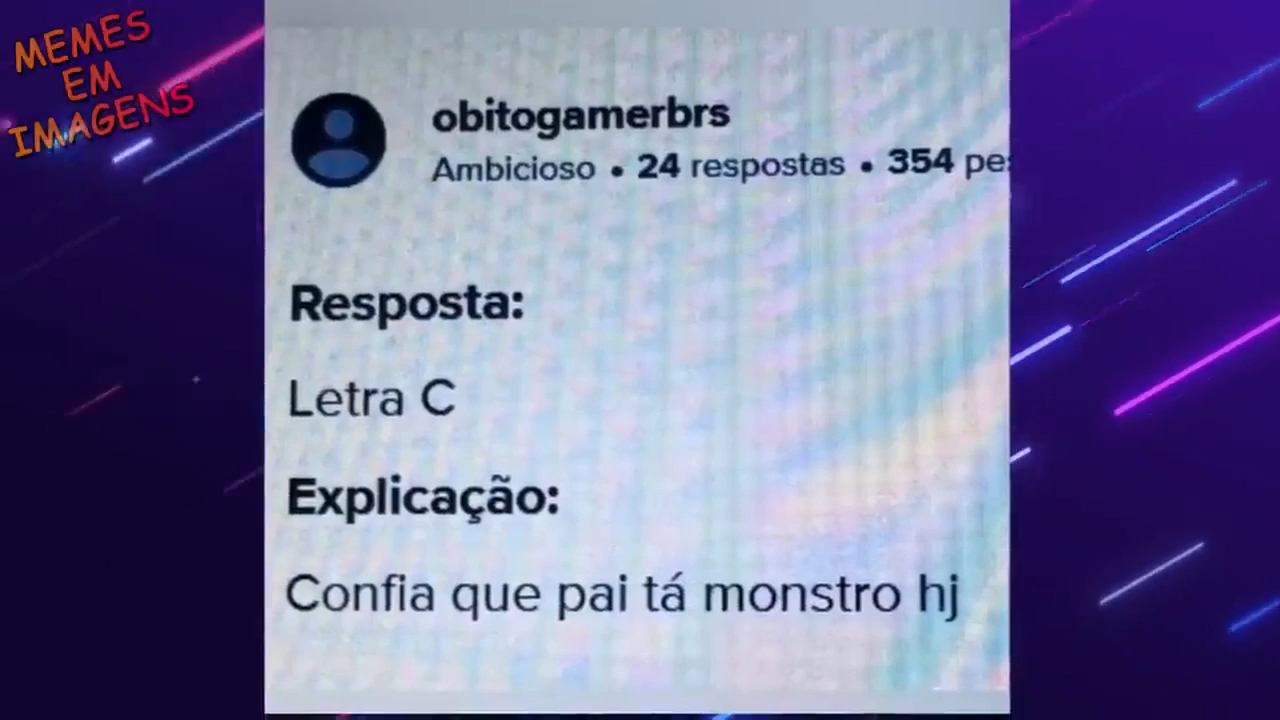 MEMES
EM
IMAGENS
obitogamerbrs
Ambicioso • 24 respostas • 354
Resposta:
Letra C
Explicação:
Confia que pai tá monstro hj